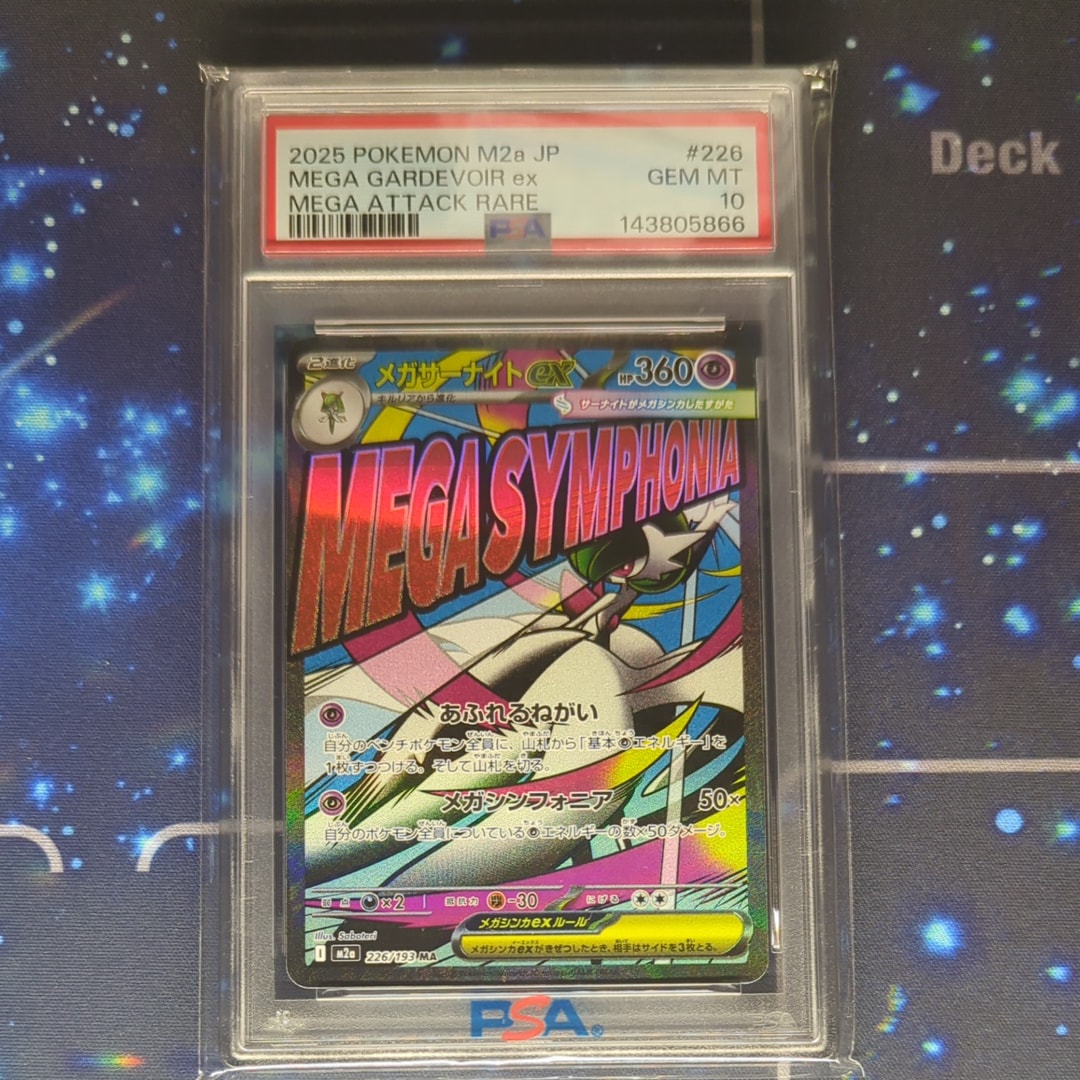 Deck
2025 POKEMON M2a JP #226
MEGA GARDEVOIR ex GEM MT
MEGA ATTACK RARE 10
PSA 143805866
2進化 メガサーナイトex HP360
キルリアから進化 サーナイトがメガシンカしたすがた
MEGA SYMPHONIA
あふれるねがい
自分のベンチポケモン全員に、山札から「基本エネルギー」を
1枚ずつつける。そして山札を切る。
メガシンフォニア 50×
自分のポケモン全員についているエネルギーの数×50ダメージ。
弱点 ×2 抵抗力 -30 にげる
メガシンカexルール
メガシンカexがきぜつしたとき、相手はサイドを3枚とる。
Illus. Saboteri
I m2a 226/193 MA
PSA®